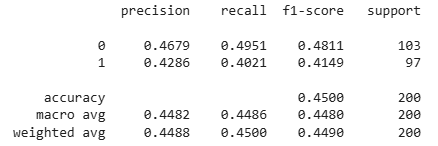 precision recall f1-score support
0 0.4679 0.4951 0.4811 103
1 0.4286 0.4021 0.4149 97
accuracy 0.4500 200
macro avg 0.4482 0.4486 0.4480 200
weighted avg 0.4488 0.4500 0.4490 200